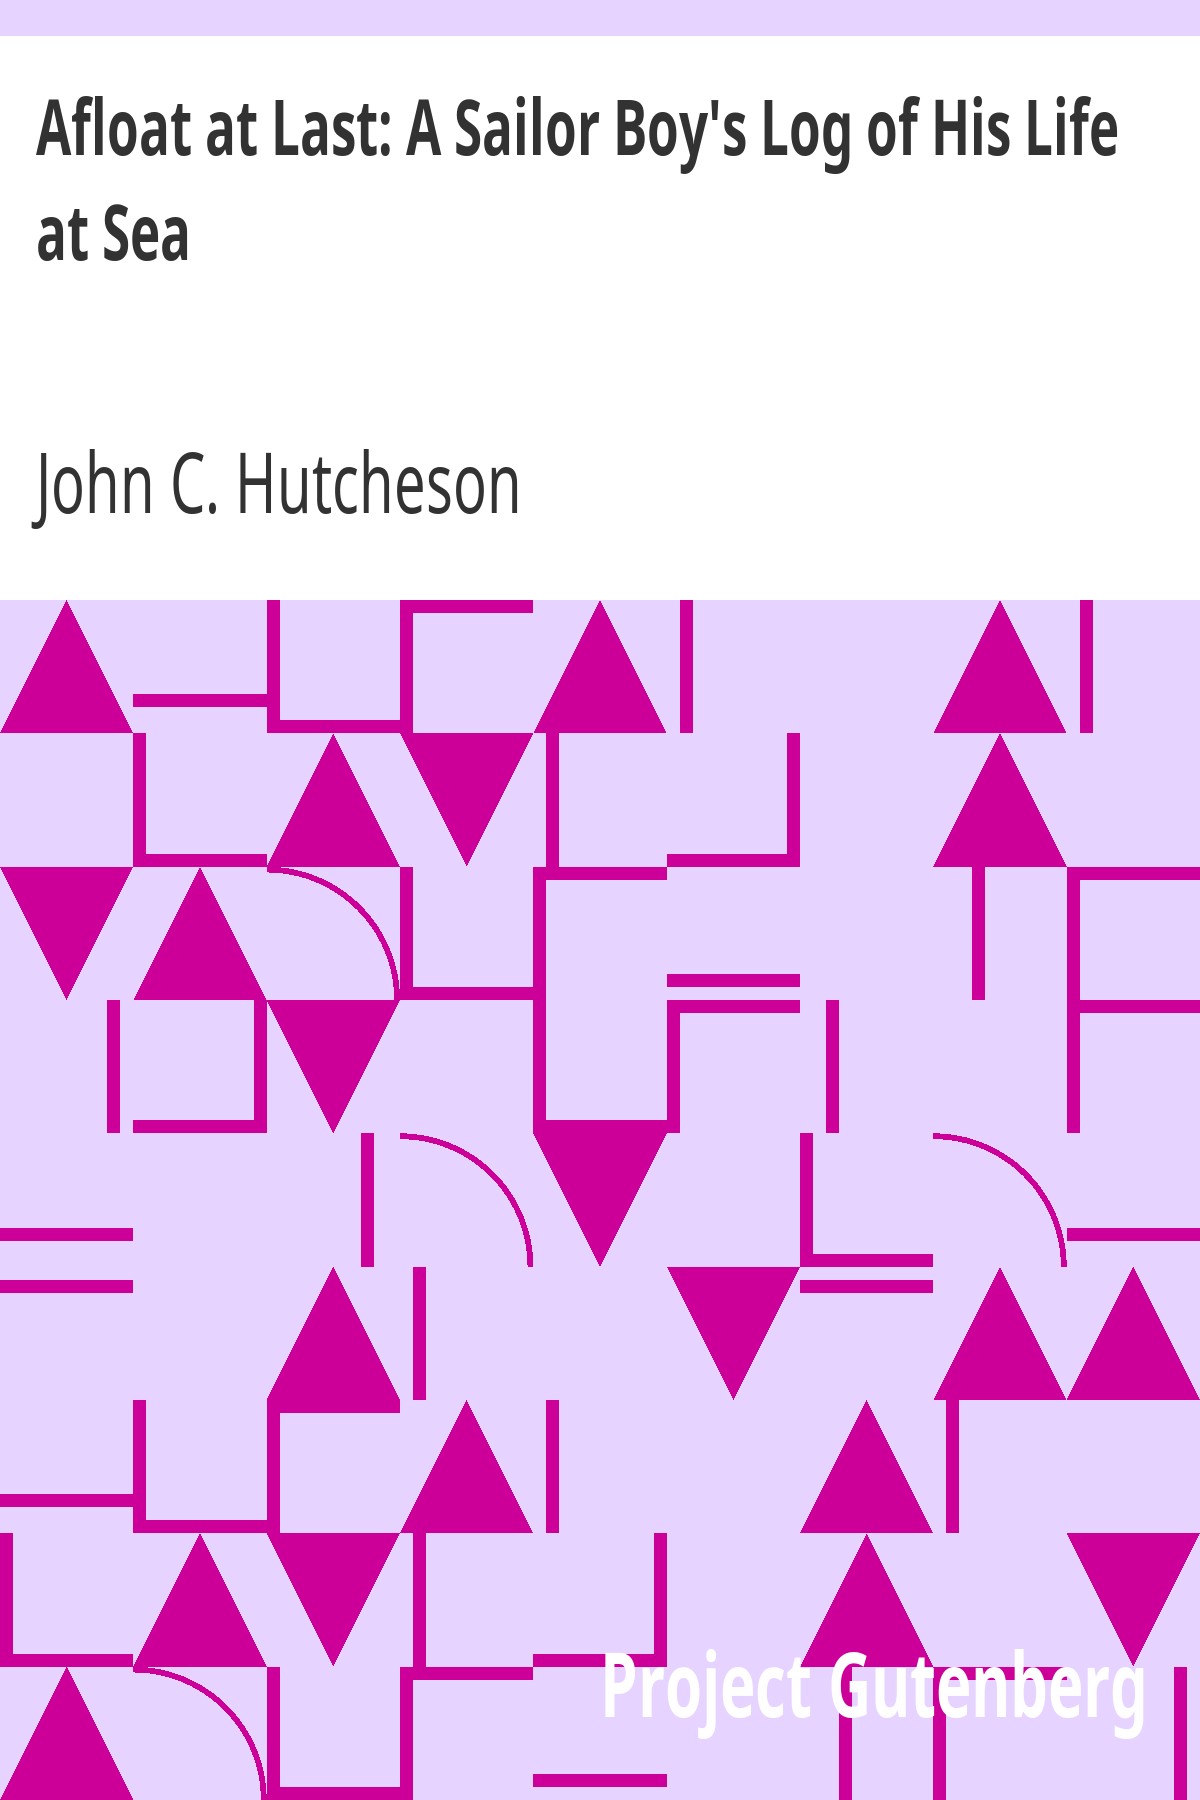 Afloat at Last: A Sailor Boy's Log of His Life
at Sea
John C. Hutcheson
Project Gutenberg